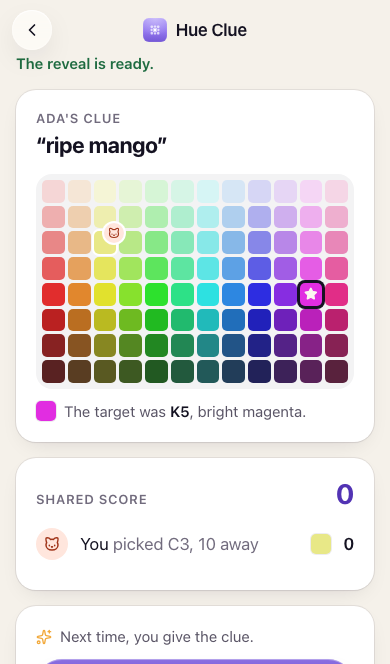 Hue Clue
The reveal is ready.
ADA'S CLUE
“ripe mango”
The target was K5, bright magenta.
SHARED SCORE
0
You picked C3, 10 away
0
Next time, you give the clue.